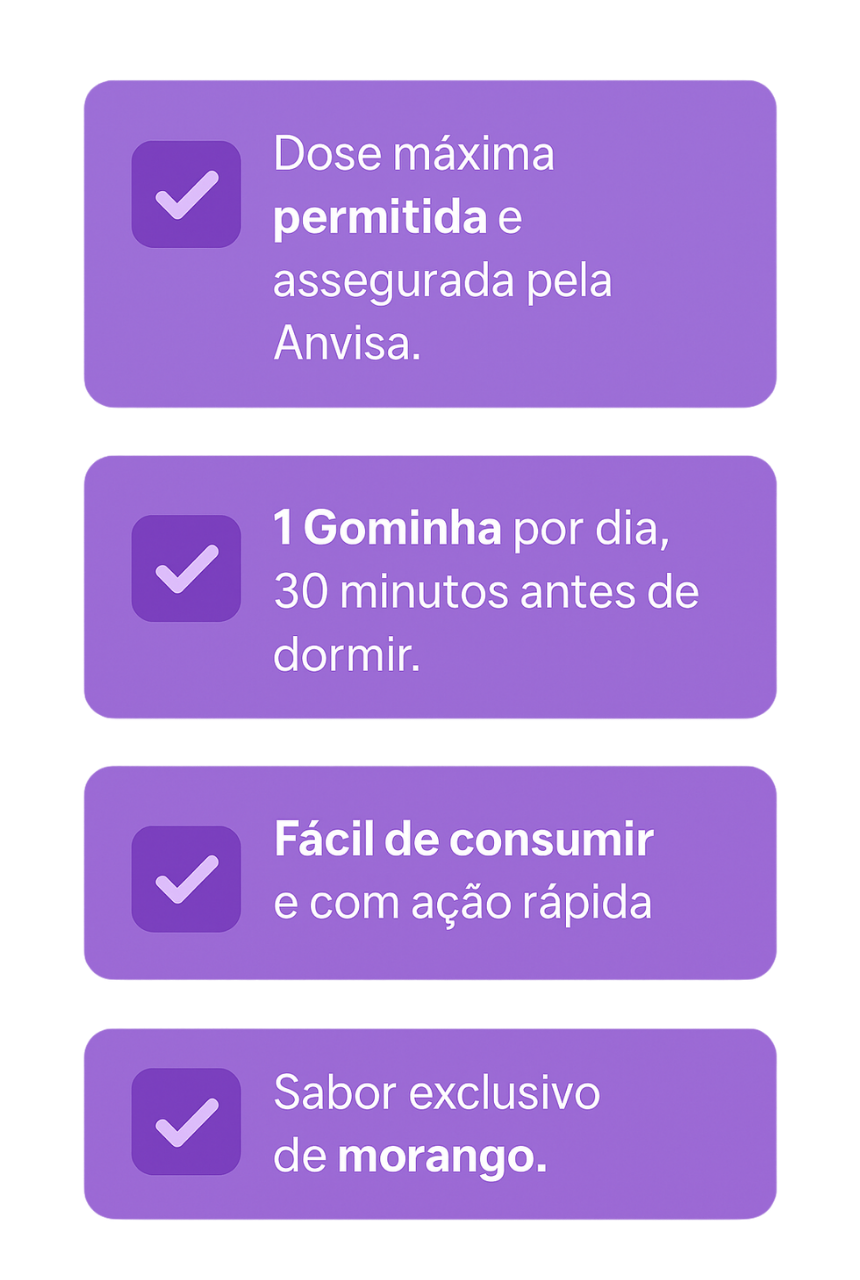 Dose máxima
permitida e
assegurada pela
Anvisa.
1 Gominha por dia,
30 minutos antes de
dormir.
Fácil de consumir
e com ação rápida
Sabor exclusivo
de morango.